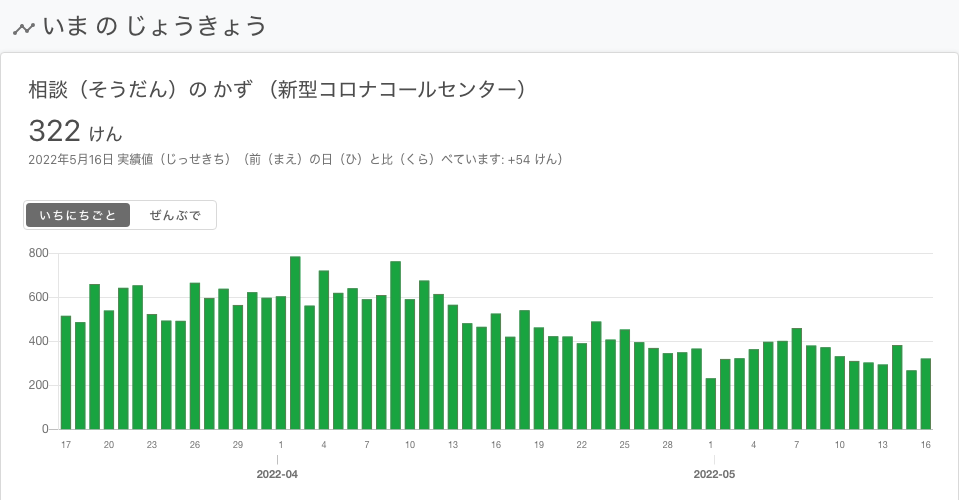 いま の じょうきょう
相談（そうだん）の かず （新型コロナコールセンター）
322 けん
2022年5月16日 実績値（じっせきち）（前（まえ）の日（ひ）と比（くら）べています: +54 けん）
いちにちごと ぜんぶで
800
600
400
200
0
17 20 23 26 29 1 4 7 10 13 16 19 22 25 28 1 4 7 10 13 16
2022-04 2022-05